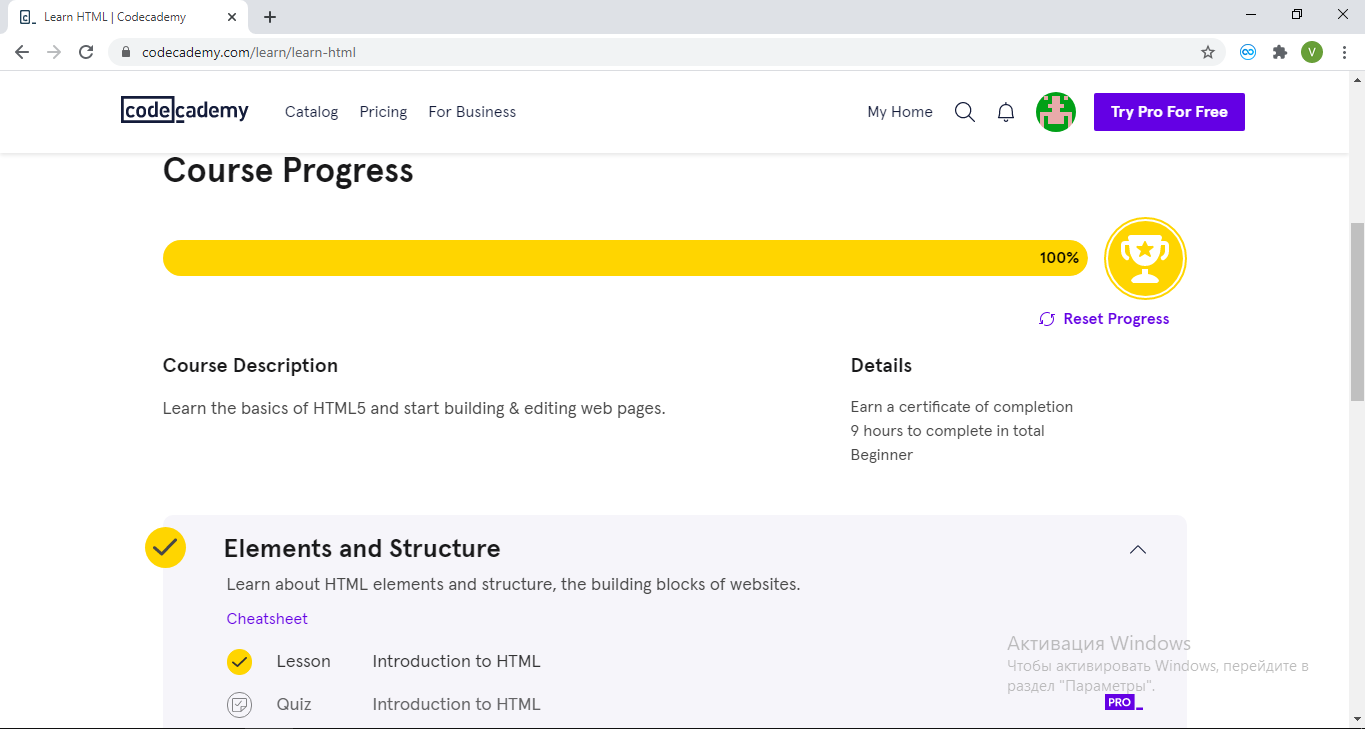 Learn HTML | Codecademy
codecademy.com/learn/learn-html
V
codecademy Catalog Pricing For Business My Home Try Pro For Free
Course Progress
100%
Reset Progress
Course Description
Learn the basics of HTML5 and start building & editing web pages.
Details
Earn a certificate of completion
9 hours to complete in total
Beginner
Elements and Structure
Learn about HTML elements and structure, the building blocks of websites.
Cheatsheet
Lesson Introduction to HTML
Quiz Introduction to HTML
PRO
Активация Windows
Чтобы активировать Windows, перейдите в
раздел "Параметры".